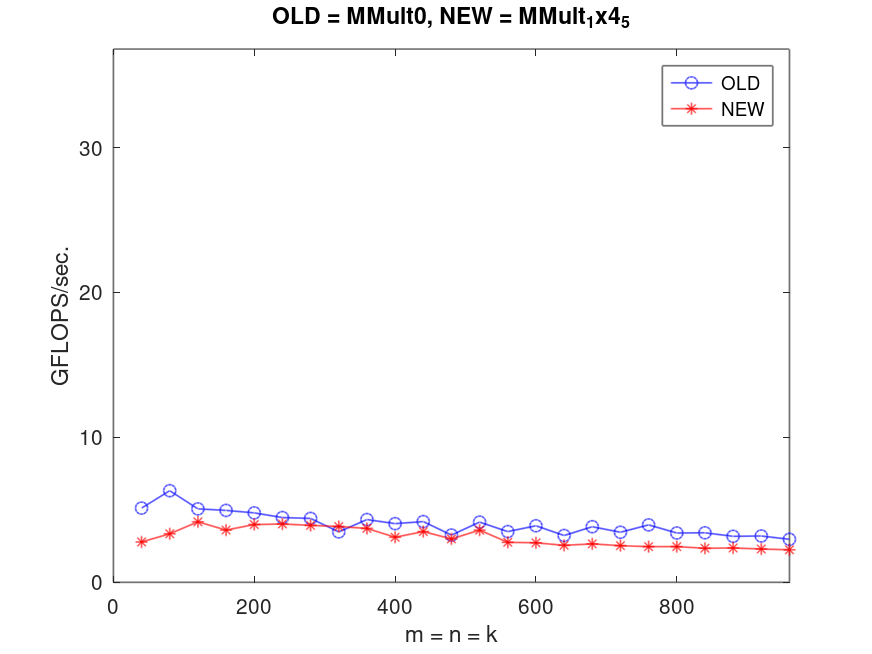 OLD = MMult0, NEW = MMult₁x4₅
OLD
NEW
30
20
10
0
GFLOPS/sec.
0 200 400 600 800
m = n = k